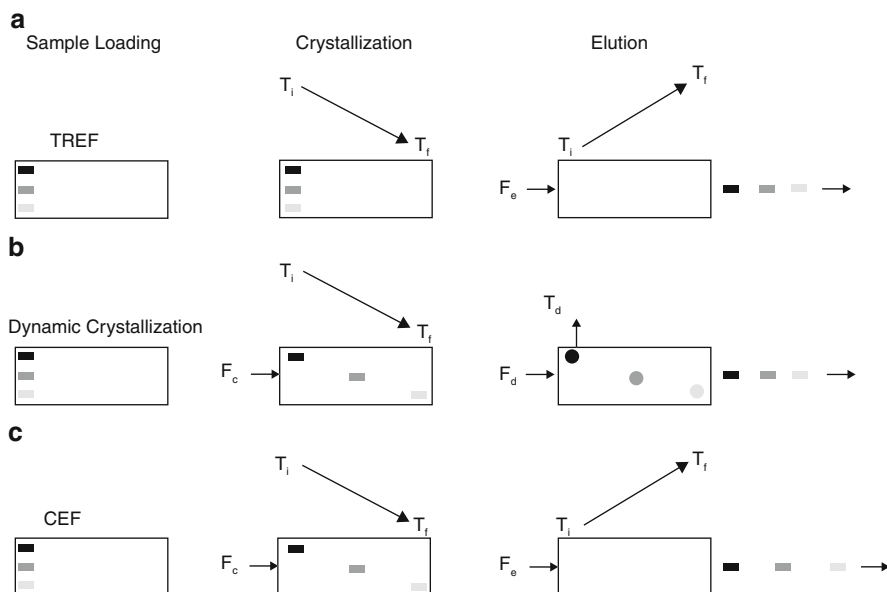 a
Sample Loading Crystallization Elution
T_i T_f
TREF T_f T_i
F_e
b
T_i T_d
Dynamic Crystallization T_f
F_c F_d
c
T_i T_f
CEF T_f T_i
F_c F_e